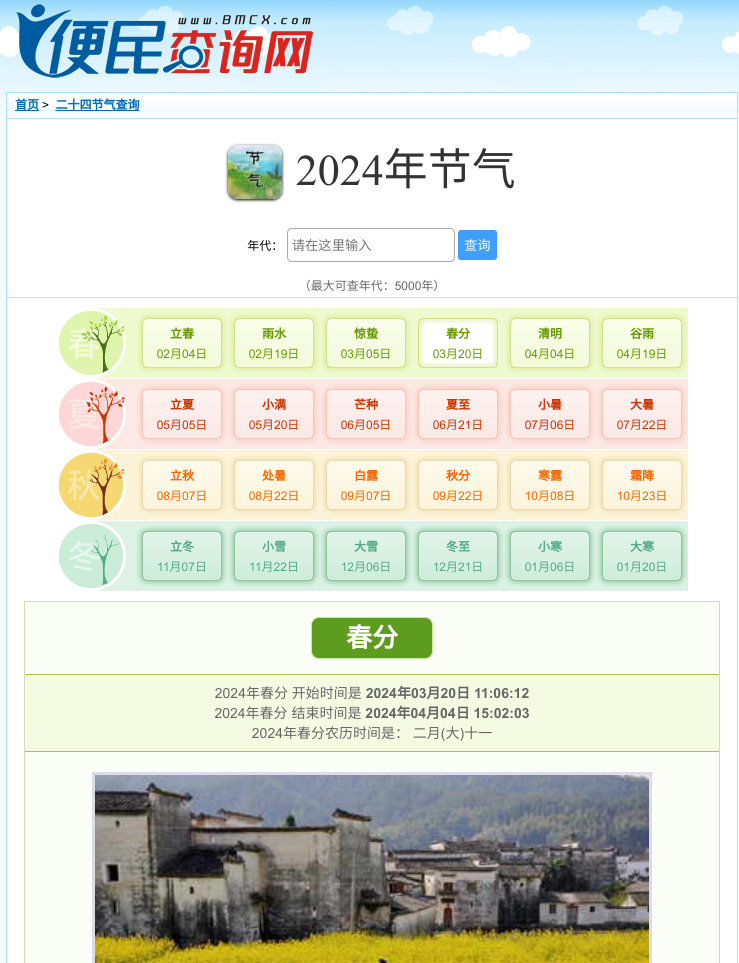 www.BMCX.com
便民查询网
首页 > 二十四节气查询
节气
2024年节气
年代： 请在这里输入 查询
（最大可查年代：5000年）
春
立春 雨水 惊蛰 春分 清明 谷雨
02月04日 02月19日 03月05日 03月20日 04月04日 04月19日
夏
立夏 小满 芒种 夏至 小暑 大暑
05月05日 05月20日 06月05日 06月21日 07月06日 07月22日
秋
立秋 处暑 白露 秋分 寒露 霜降
08月07日 08月22日 09月07日 09月22日 10月08日 10月23日
冬
立冬 小雪 大雪 冬至 小寒 大寒
11月07日 11月22日 12月06日 12月21日 01月06日 01月20日
春分
2024年春分 开始时间是 2024年03月20日 11:06:12
2024年春分 结束时间是 2024年04月04日 15:02:03
2024年春分农历时间是： 二月(大)十一